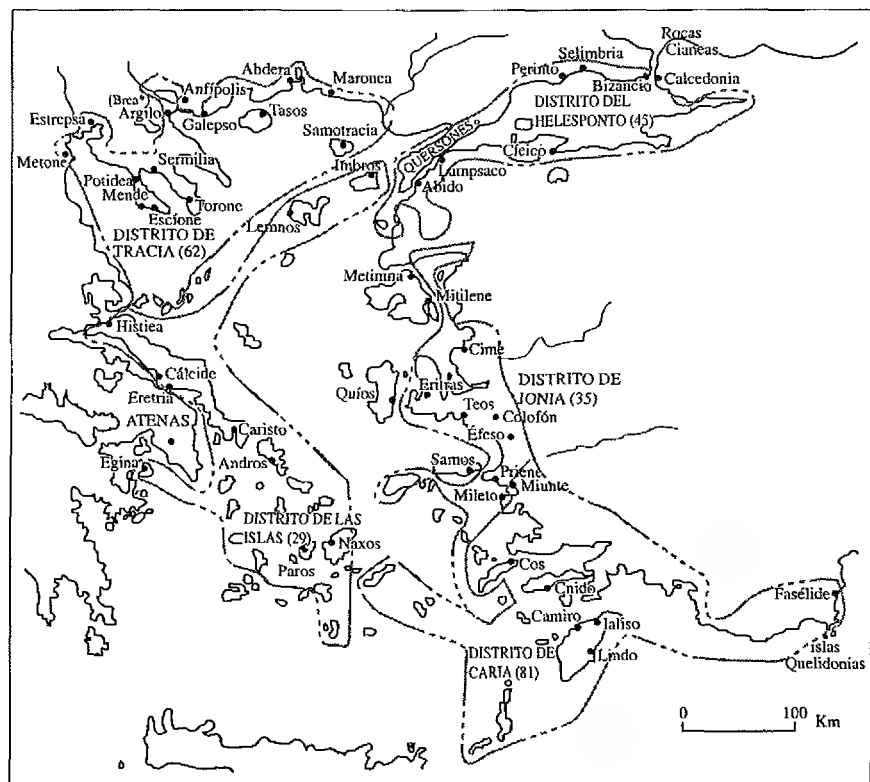 Rocas
Cianeas
Selimbria
Abdera
Maronca
Perinto
Bizancio
Calcedonia
Anfípolis
(Brea?)
Argilo
Galepso
Tasos
Estrepsa
DISTRITO DEL
HELESPONTO (45)
Samotracia
QUERSONESO
Metone
Sermilia
Imbros
Cícico
Lampsaco
Abido
Potidea
Mende
Torone
Escíone
Lemnos
DISTRITO DE
TRACIA (62)
Metimna
Mitilene
Histiea
Cime
Cálcide
Eretria
Quíos
Eritras
DISTRITO DE
JONIA (35)
Teos
Colofón
ATENAS
Caristo
Éfeso
Egina
Andros
Samos
Priene
Miunte
Mileto
DISTRITO DE LAS
ISLAS (29)
Naxos
Paros
Cos
Cnido
Fasélide
Camiro
Ialiso
islas
Quelidonias
DISTRITO DE
CARIA (81)
Lindo
0 100 Km